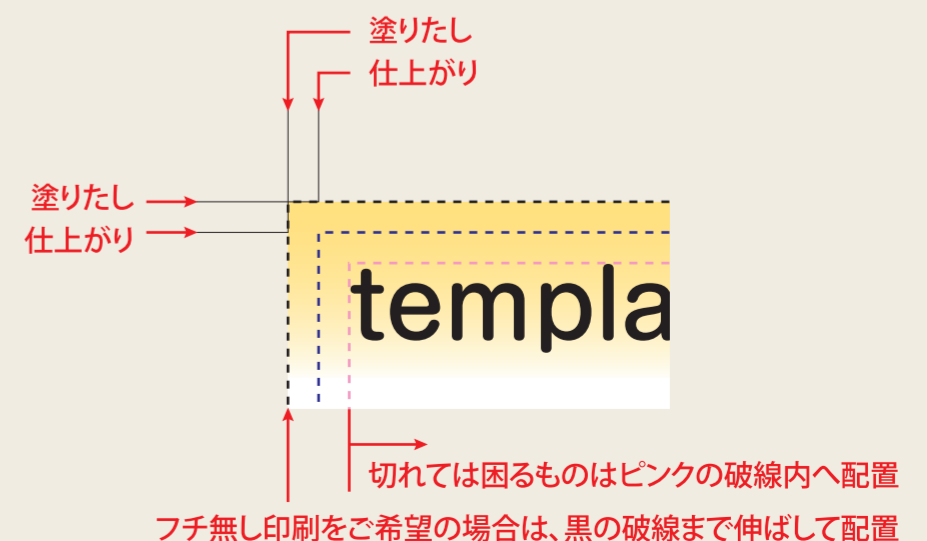 塗りたし
仕上がり
塗りたし
仕上がり
templa
切れては困るものはピンクの破線内へ配置
フチ無し印刷をご希望の場合は、黒の破線まで伸ばして配置